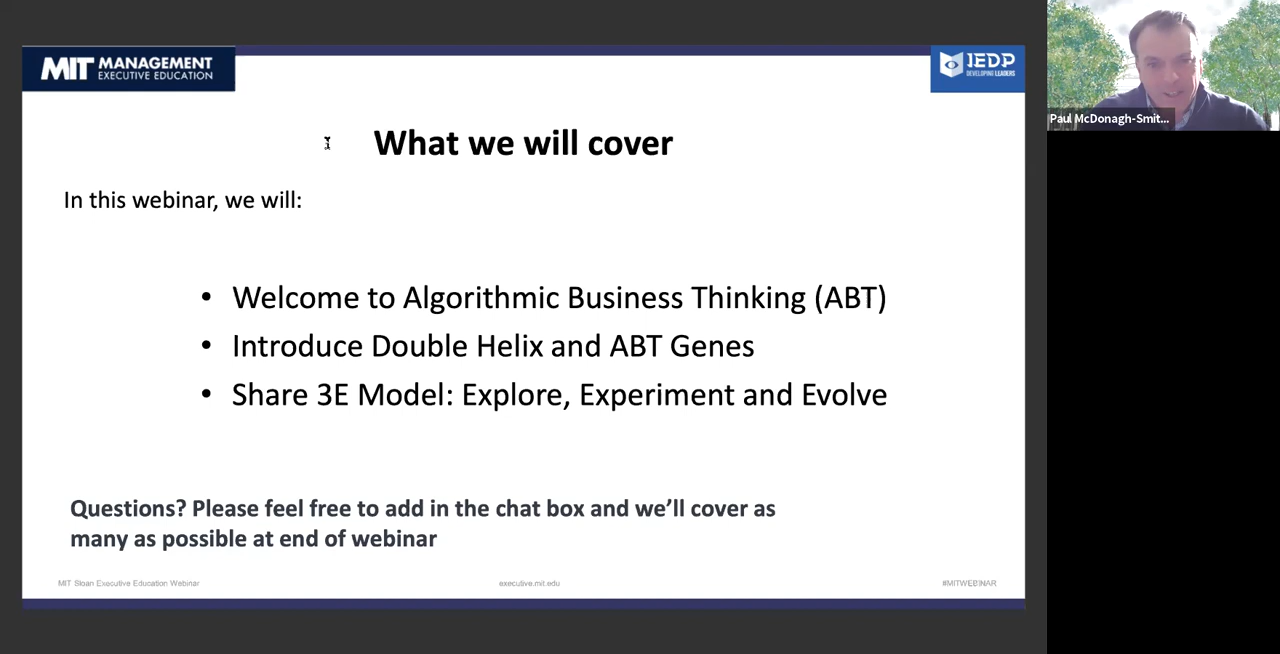 MIT MANAGEMENT
EXECUTIVE EDUCATION
IEDP
DEVELOPING LEADERS
Paul McDonagh-Smit...
What we will cover
In this webinar, we will:
• Welcome to Algorithmic Business Thinking (ABT)
• Introduce Double Helix and ABT Genes
• Share 3E Model: Explore, Experiment and Evolve
Questions? Please feel free to add in the chat box and we’ll cover as
many as possible at end of webinar
MIT Sloan Executive Education Webinar
executive.mit.edu
#MITWEBINAR